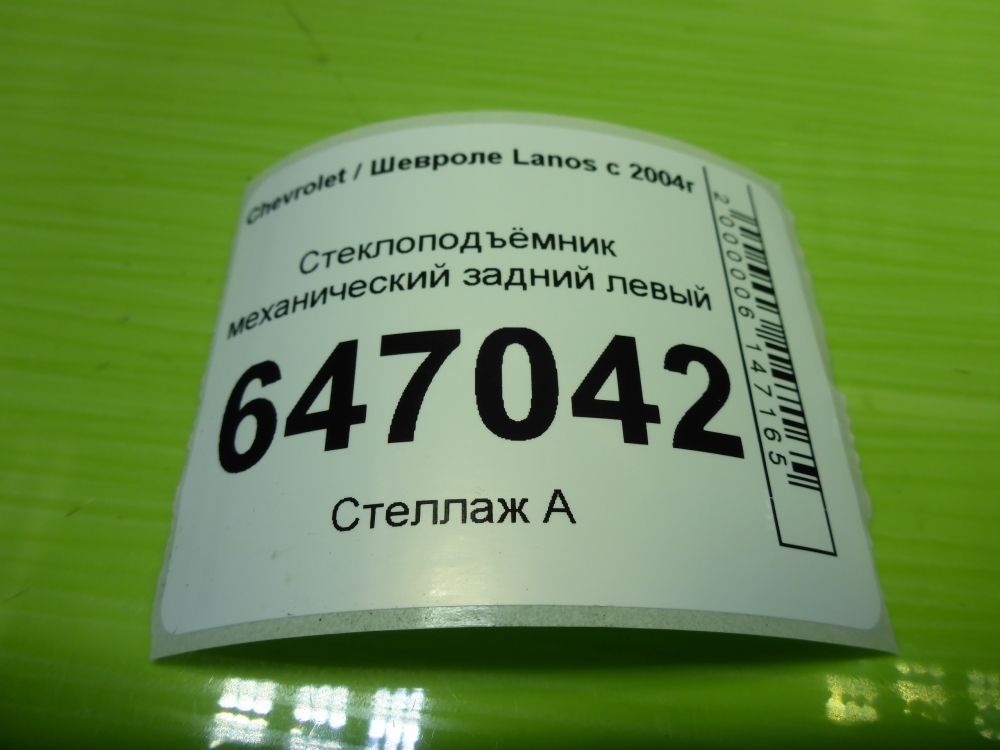 Chevrolet / Шевроле Lanos с 2004г
Стеклоподъёмник
механический задний левый
647042
Стеллаж А
2000006147165